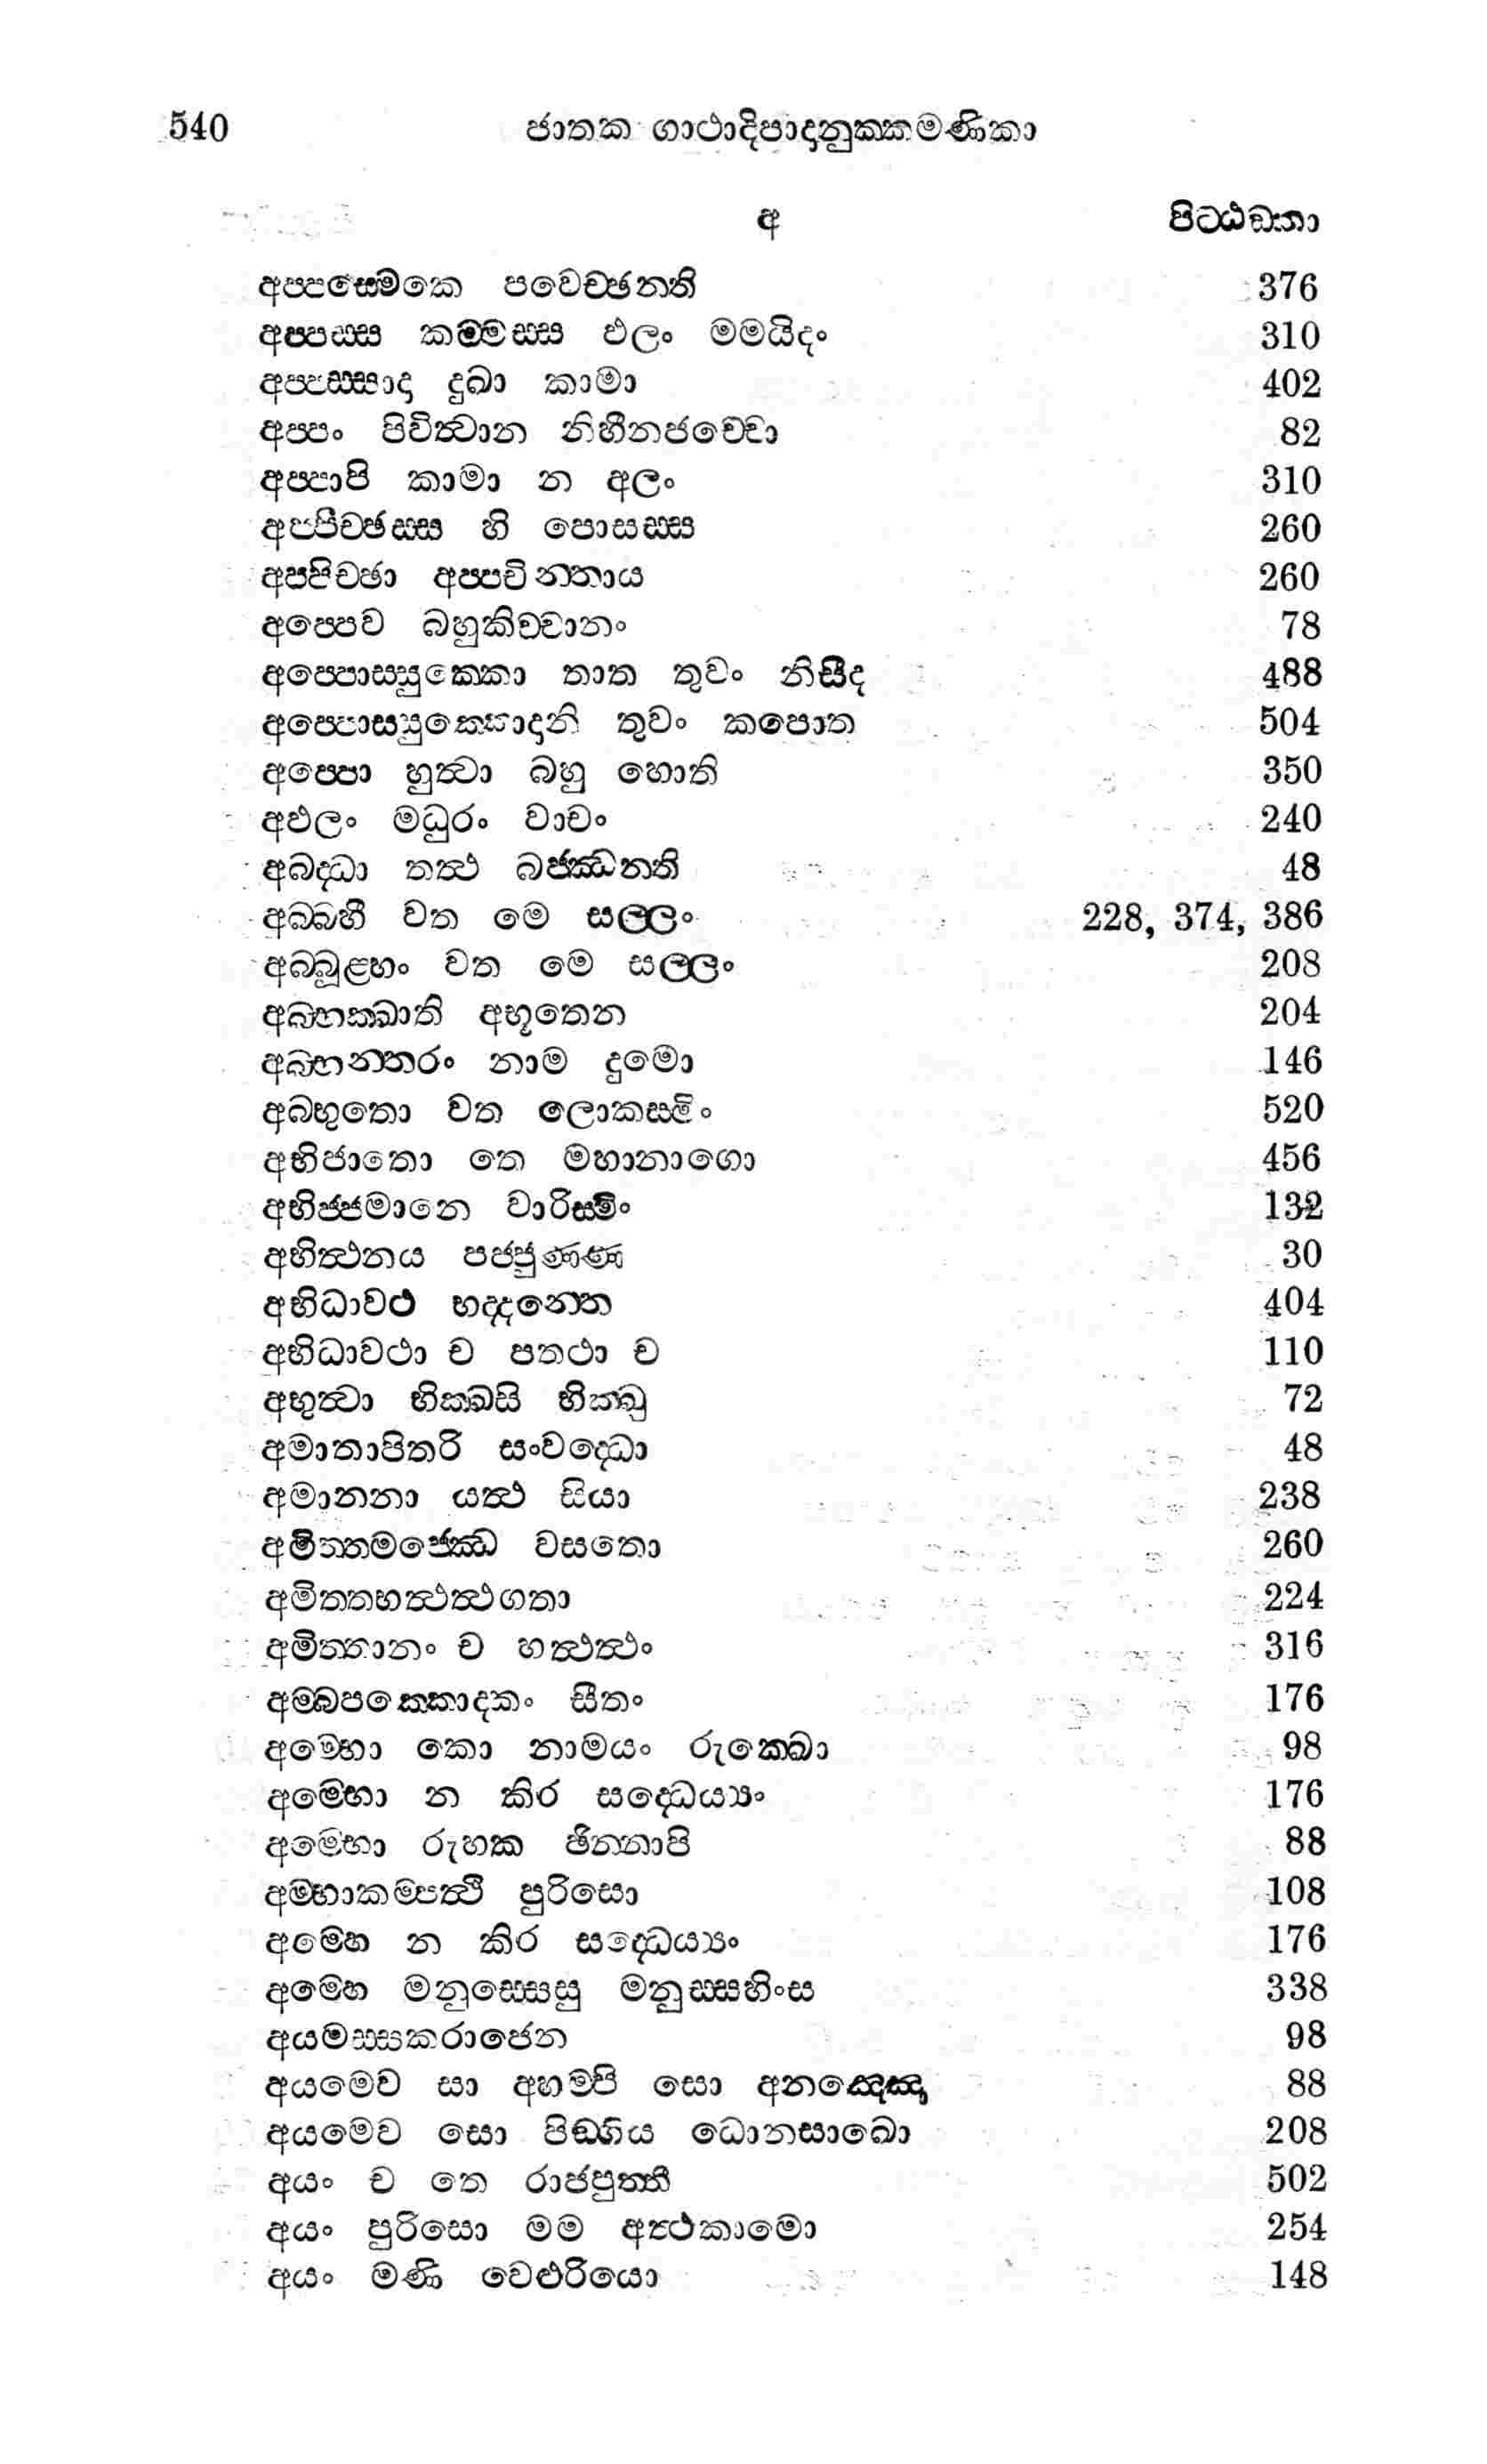 540 ජාතක ගාථාදිපාදානුක්කමණිකා
අ පිට්ඨඞ්කා
අප්පස්මෙකෙ පවෙච්ඡන්ති 376
අප්පස්ස කම්මස්ස ඵලං මමයිදං 310
අප්පස්සාදා දුඛා කාමා 402
අප්පං පිවිත්වාන නිහීනජච්චො 82
අප්පාපි කාමා න අලං 310
අප්පිච්ඡස්ස හි පොසස්ස 260
අප්පිච්ඡා අප්පචින්තාය 260
අප්පෙව බහුකිච්චානං 78
අප්පොස්සුක්කො තාත තුවං නිසීද 488
අප්පොස්සුක්කොදානි තුවං කපොත 504
අප්පො හුත්වා බහු හොති 350
අඵලං මධුරං වාචං 240
අබද්ධා තත්ථ බජ්ඣන්ති 48
අබ්බහී වත මෙ සල්ලං 228, 374, 386
අබ්බූළ්හං වත මෙ සල්ලං 208
අබ්භක්ඛාති අභූතෙන 204
අබ්භන්තරං නාම දුමො 146
අබ්භුතො වත ලොකස්මිං 520
අභිජාතො තෙ මහානාගො 456
අභිජ්ජමානෙ වාරිස්මිං 132
අභිත්ථනය පජ්ජුණ්ණ 30
අභිධාවථ භද්දන්තෙ 404
අභිධාවථා ච පතථා ච 110
අභුත්වා භික්ඛසි භික්ඛු 72
අමාතාපිතරි සංවද්ධො 48
අමානනා යත්ථ සියා 238
අමිත්තමජ්ඣෙ වසතො 260
අමිත්තහත්ථත්ථගතා 224
අමිත්තානං ච හත්ථත්ථං 316
අම්බපක්කොදකං සීතං 176
අම්භො කො නාමයං රුක්ඛො 98
අම්භො න කිර සද්ධෙය්‍යං 176
අම්භො රුහක ඡින්නාපි 88
අම්හාකම්පත්ථි පුරිසො 108
අම්හෙ න කිර සද්ධෙය්‍යං 176
අම්හෙ මනුස්සෙසු මනුස්සහිංස 338
අයමස්සකරාජෙන 98
අයමෙව සා අහම්පි සො අනඤ්ඤො 88
අයමෙව සො පිඞ්ගිය ධොනසාඛො 208
අයං ච තෙ රාජපුත්තී 502
අයං පුරිසො මම අත්ථකාමො 254
අයං මණි වෙළුරියො 148